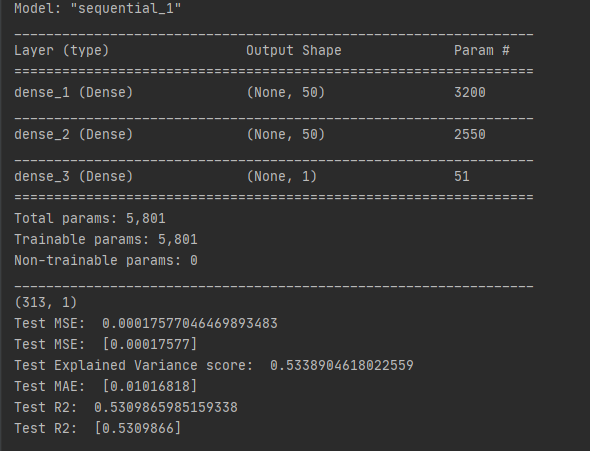 Model: "sequential_1"
_________________________________________________________________
Layer (type)                 Output Shape              Param #
=================================================================
dense_1 (Dense)              (None, 50)                3200
_________________________________________________________________
dense_2 (Dense)              (None, 50)                2550
_________________________________________________________________
dense_3 (Dense)              (None, 1)                 51
=================================================================
Total params: 5,801
Trainable params: 5,801
Non-trainable params: 0
_________________________________________________________________
(313, 1)
Test MSE:  0.00017577046469893483
Test MSE:  [0.00017577]
Test Explained Variance score:  0.5338904618022559
Test MAE:  [0.01016818]
Test R2:  0.5309865985159338
Test R2:  [0.5309866]